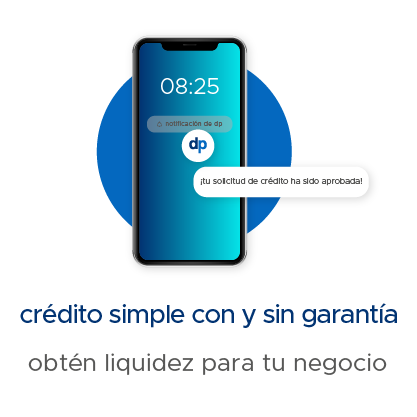 08:25
notificación de dp
dp
¡tu solicitud de crédito ha sido aprobada!
crédito simple con y sin garantía
obtén liquidez para tu negocio